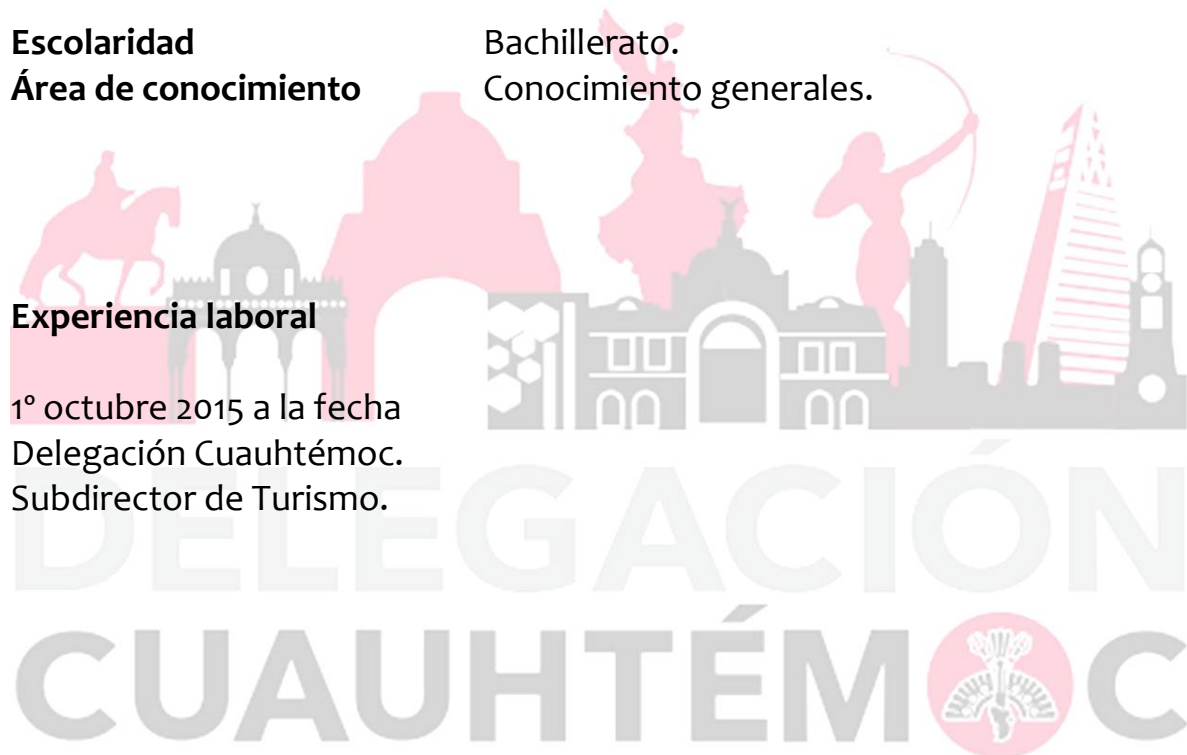 Escolaridad Bachillerato.
Área de conocimiento Conocimiento generales.
Experiencia laboral
1º octubre 2015 a la fecha
Delegación Cuauhtémoc.
Subdirector de Turismo.
DELEGACIÓN
CUAUHTÉMOC